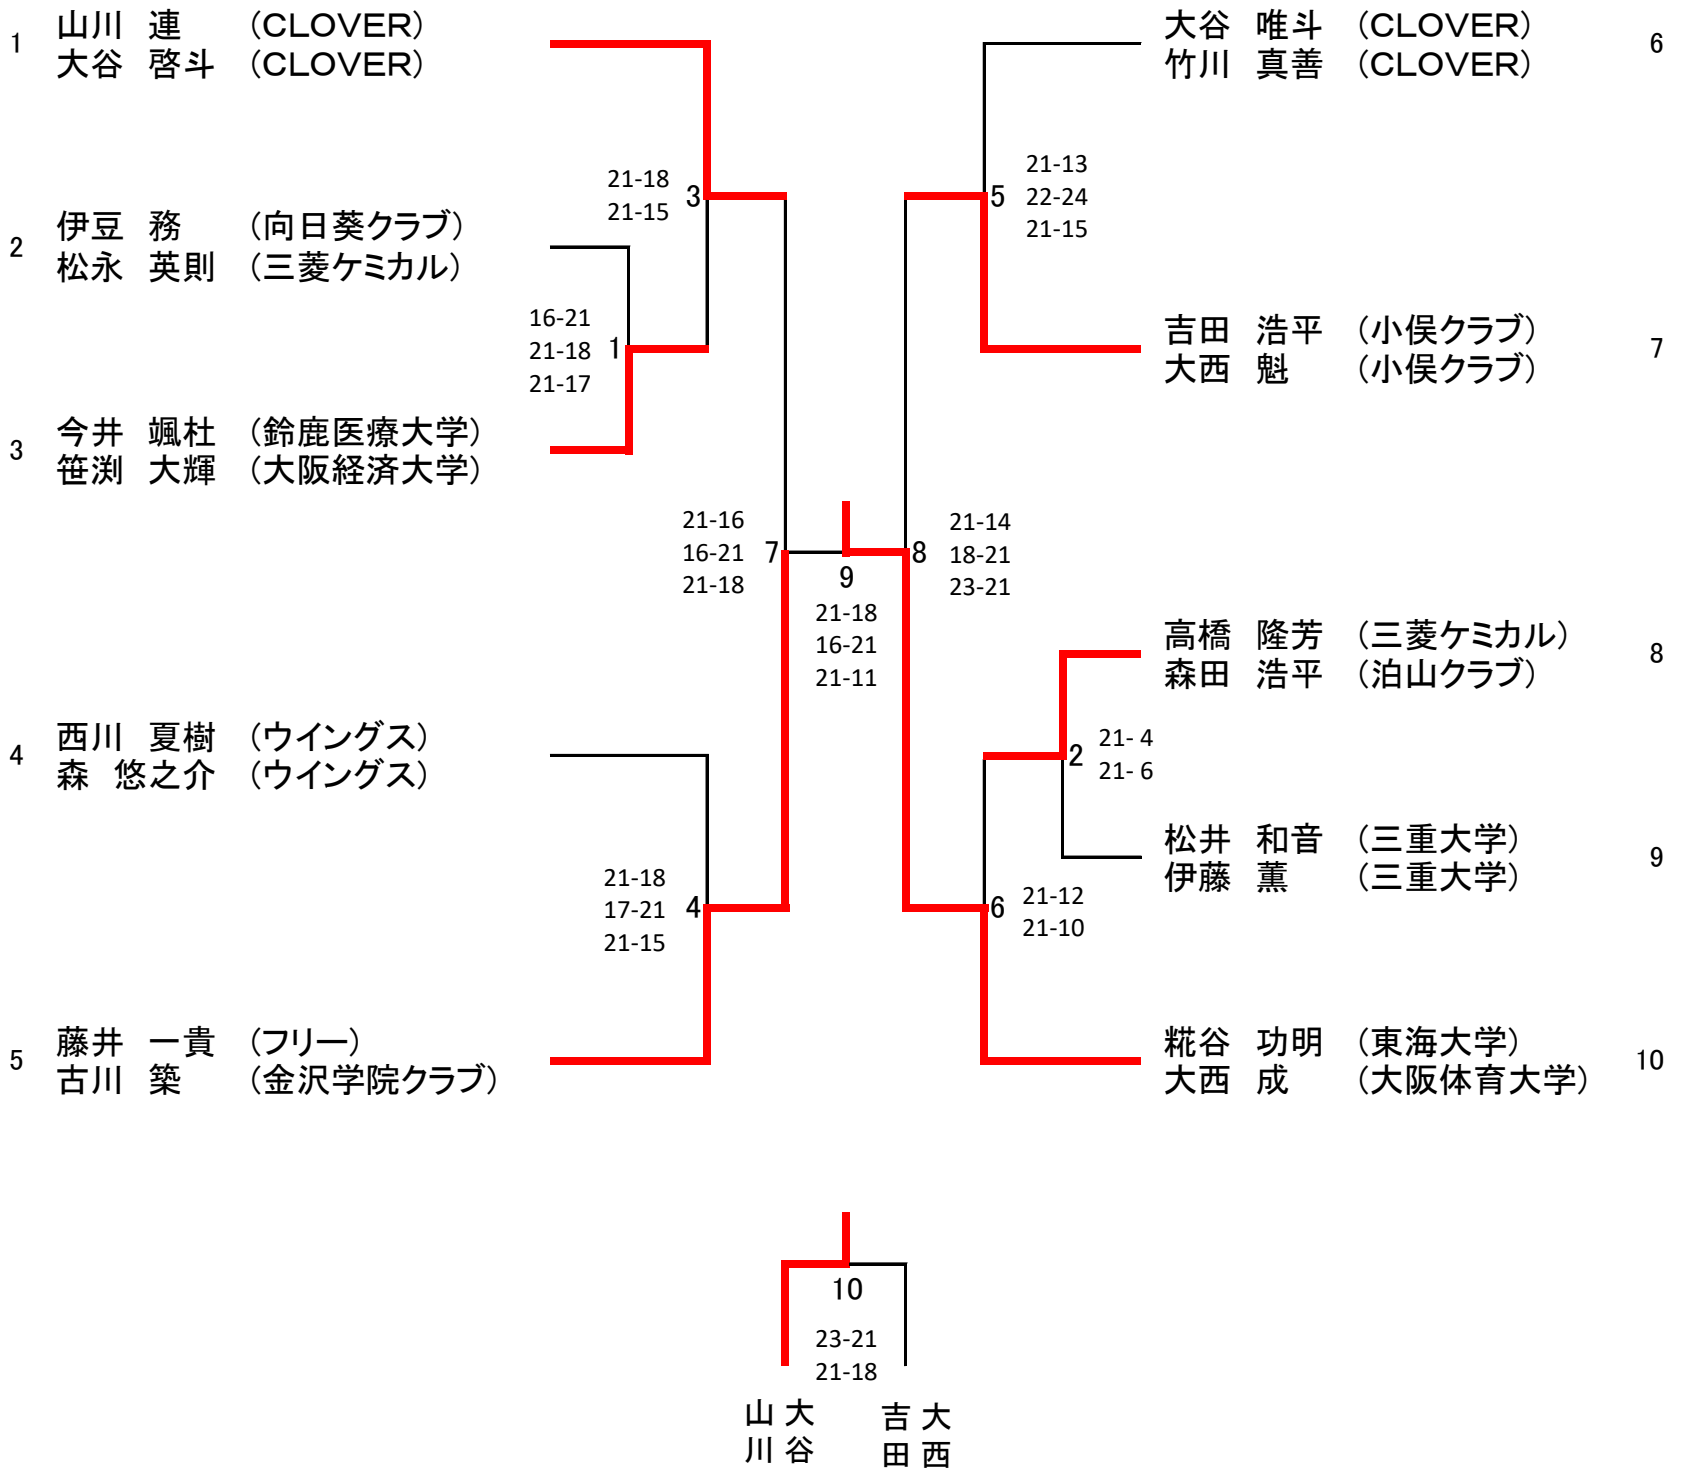 1 山川 連 (CLOVER)
大谷 啓斗 (CLOVER)
2 伊豆 務 (向日葵クラブ)
松永 英則 (三菱ケミカル)
3 今井 颯杜 (鈴鹿医療大学)
笹渕 大輝 (大阪経済大学)
4 西川 夏樹 (ウイングス)
森 悠之介 (ウイングス)
5 藤井 一貴 (フリー)
古川 築 (金沢学院クラブ)
21-18
21-15
3
16-21
21-18
21-17
1
21-16
16-21
21-18
7
21-18
17-21
21-15
4
9
21-18
16-21
21-11
大谷 唯斗 (CLOVER) 6
竹川 真善 (CLOVER)
吉田 浩平 (小俣クラブ) 7
大西 魁 (小俣クラブ)
高橋 隆芳 (三菱ケミカル) 8
森田 浩平 (泊山クラブ)
松井 和音 (三重大学) 9
伊藤 薫 (三重大学)
糀谷 功明 (東海大学) 10
大西 成 (大阪体育大学)
5
21-13
22-24
21-15
8
21-14
18-21
23-21
2
21- 4
21- 6
6
21-12
21-10
10
23-21
21-18
山川
大谷
吉田
大西